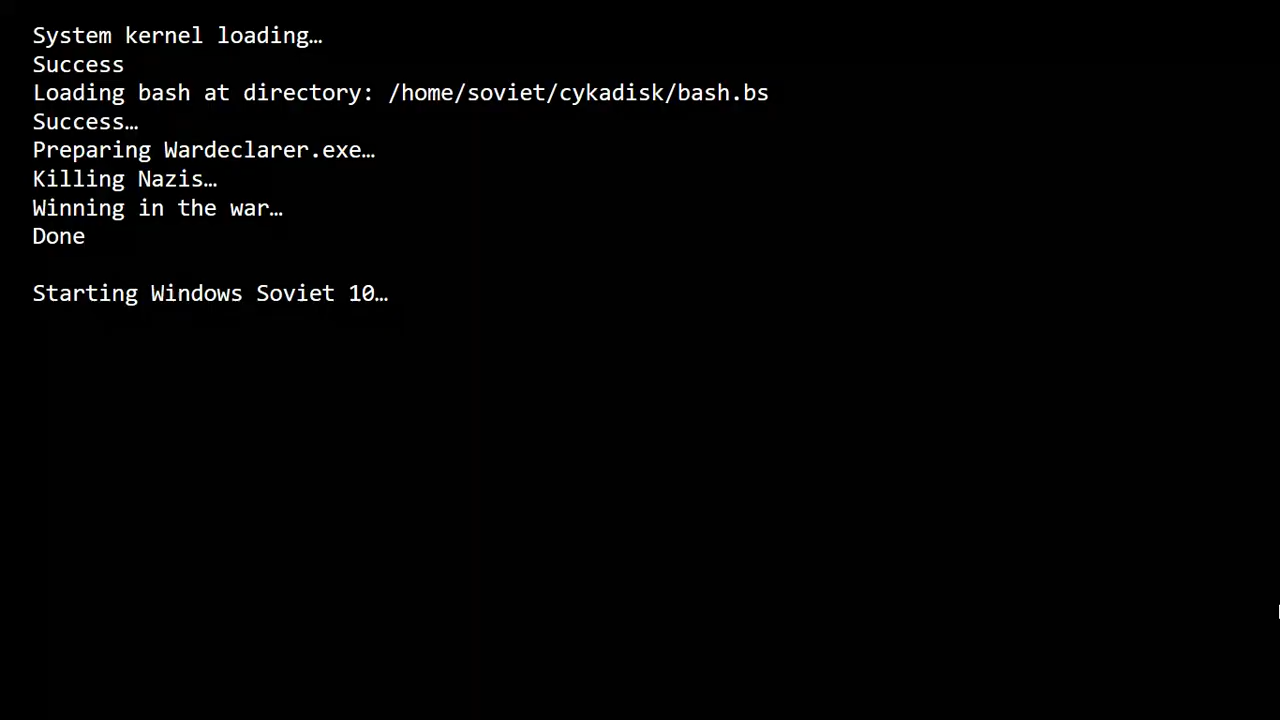 System kernel loading…
Success
Loading bash at directory: /home/soviet/cykadisk/bash.bs
Success…
Preparing Wardeclarer.exe…
Killing Nazis…
Winning in the war…
Done
Starting Windows Soviet 10…